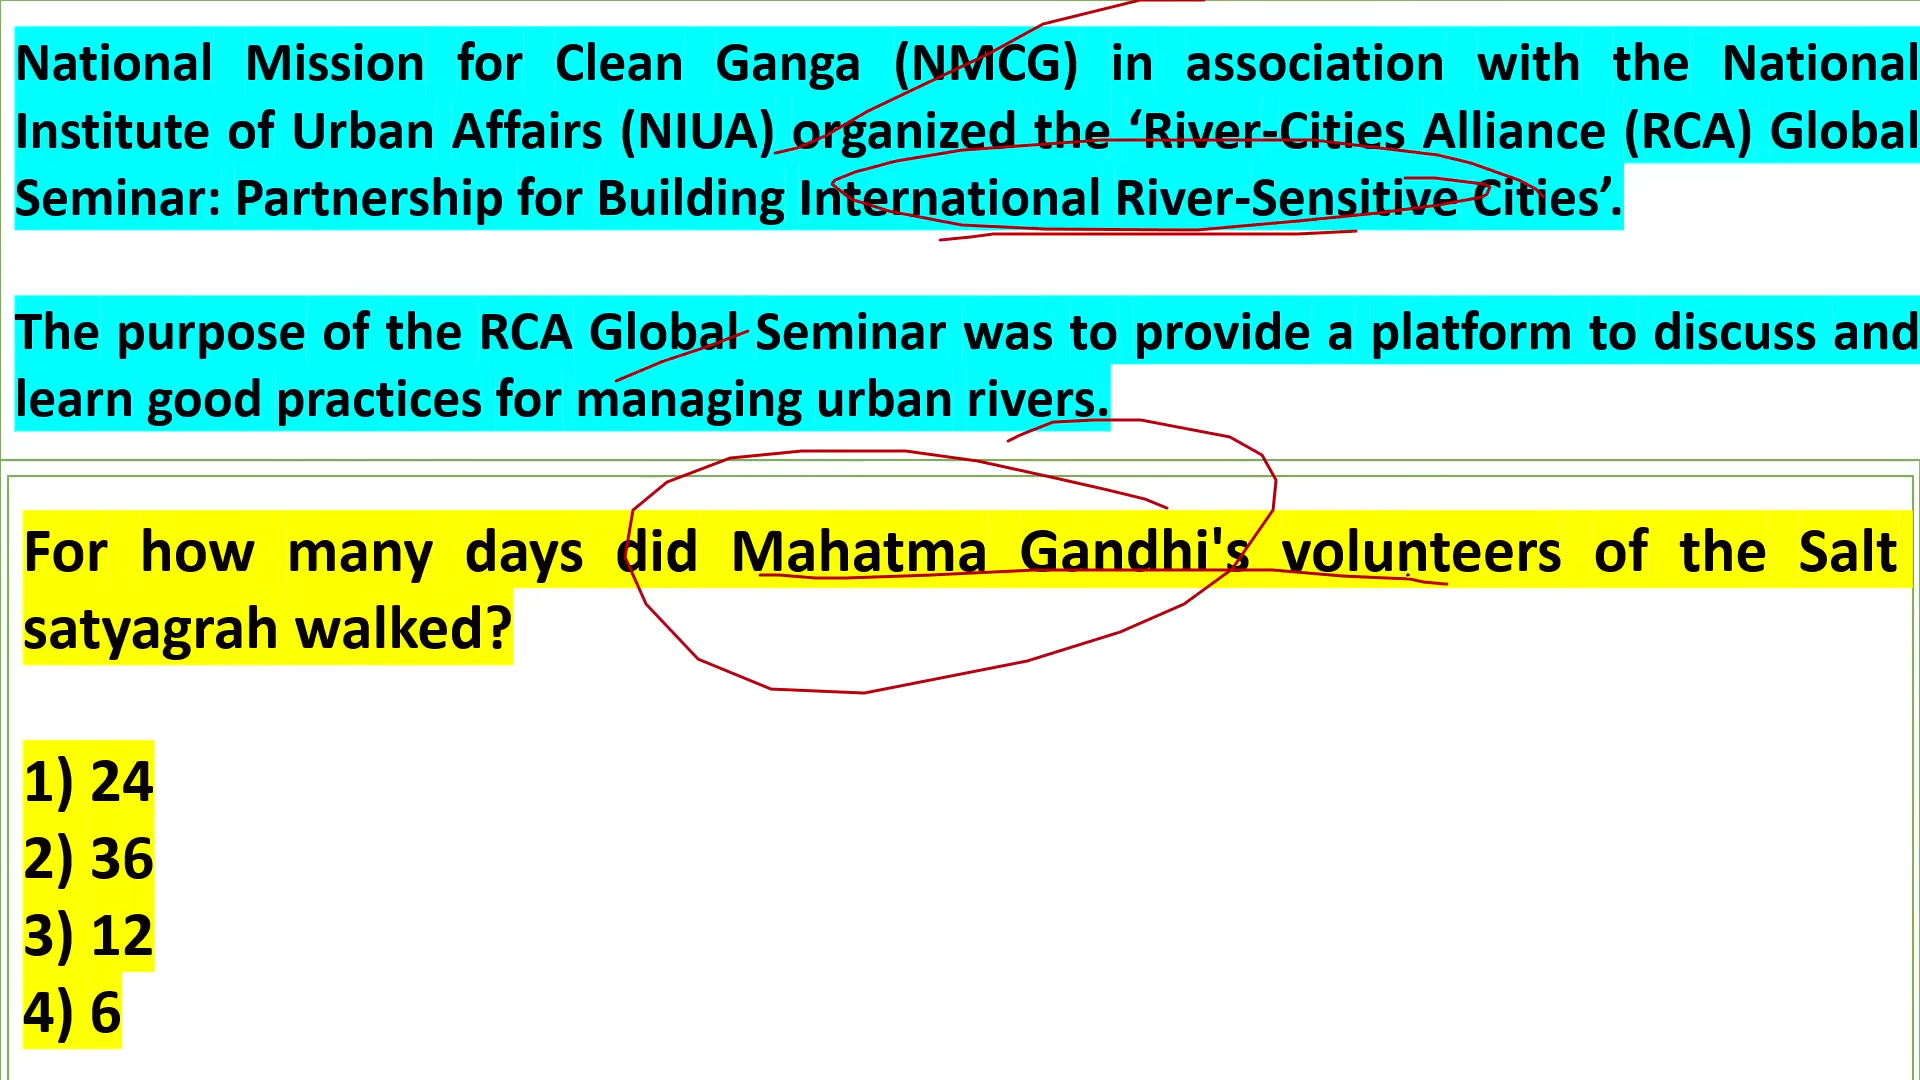 National Mission for Clean Ganga (NMCG) in association with the National
Institute of Urban Affairs (NIUA) organized the ‘River-Cities Alliance (RCA) Global
Seminar: Partnership for Building International River-Sensitive Cities’.
The purpose of the RCA Global Seminar was to provide a platform to discuss and
learn good practices for managing urban rivers.
For how many days did Mahatma Gandhi's volunteers of the Salt
satyagrah walked?
1) 24
2) 36
3) 12
4) 6